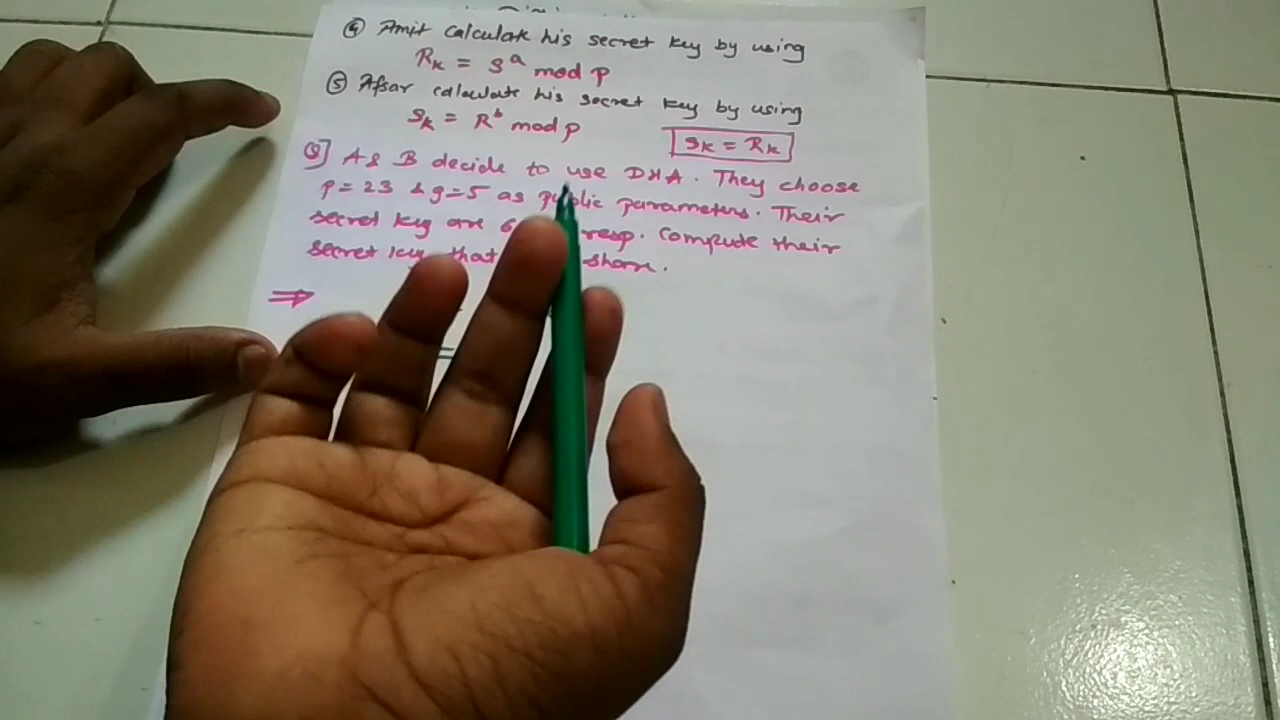 ④ Amit calculate his secret key by using
Rk = S^a mod p
⑤ Afsar calculate his secret key by using
Sk = R^b mod p
Sk = Rk
Q] A & B decide to use DHA. They choose
p = 23 & g = 5 as public parameters. Their
secret key are 6 resp. Compute their
secret key that share.
⇒